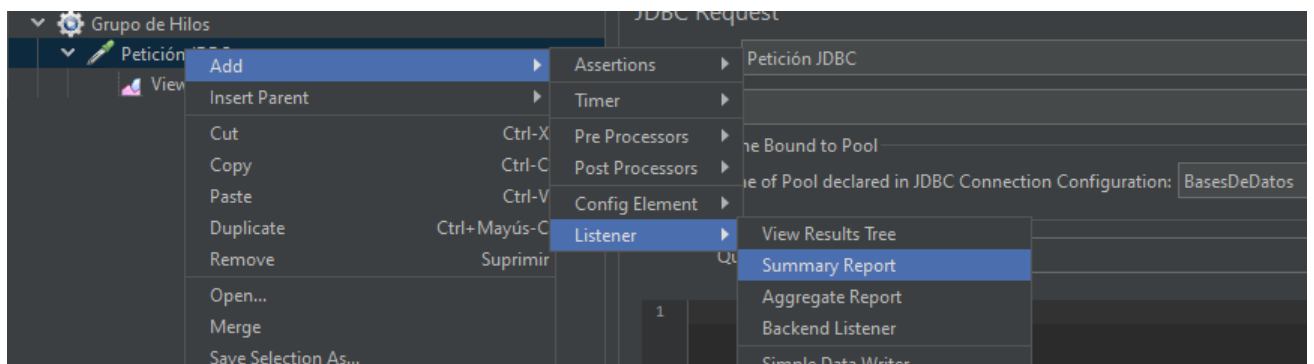 Grupo de Hilos
Petición
View
Add
Insert Parent
Cut Ctrl-X
Copy Ctrl-C
Paste Ctrl-V
Duplicate Ctrl+Mayús-C
Remove Suprimir
Open...
Merge
Save Selection As...
Assertions
Timer
Pre Processors
Post Processors
Config Element
Listener
View Results Tree
Summary Report
Aggregate Report
Backend Listener
Simple Data Writer
JDBC Request
Petición JDBC
Bound to Pool
of Pool declared in JDBC Connection Configuration: BasesDeDatos
1